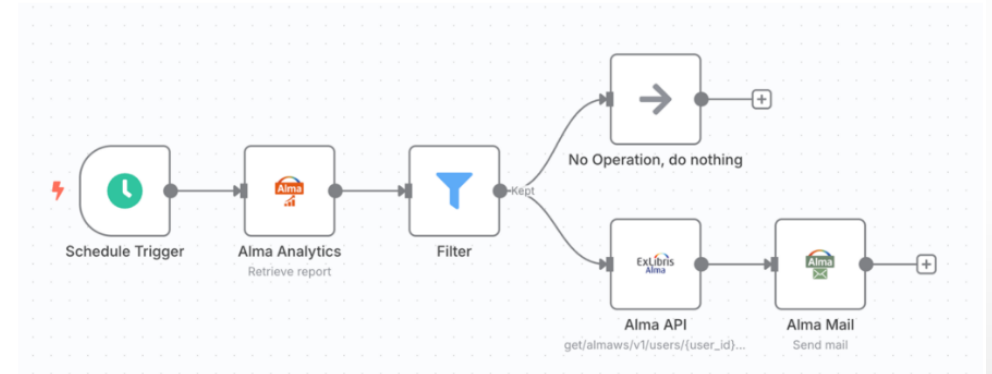 No Operation, do nothing
Alma
Kept
Schedule Trigger
Alma Analytics
Retrieve report
Filter
ExLibris
Alma
Alma
Alma API
get/almaws/v1/users/{user_id}...
Alma Mail
Send mail